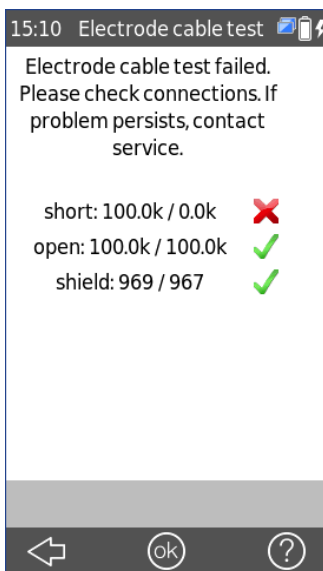 15:10 Electrode cable test
Electrode cable test failed.
Please check connections. If
problem persists, contact
service.
short: 100.0k / 0.0k
open: 100.0k / 100.0k
shield: 969 / 967
ok
?